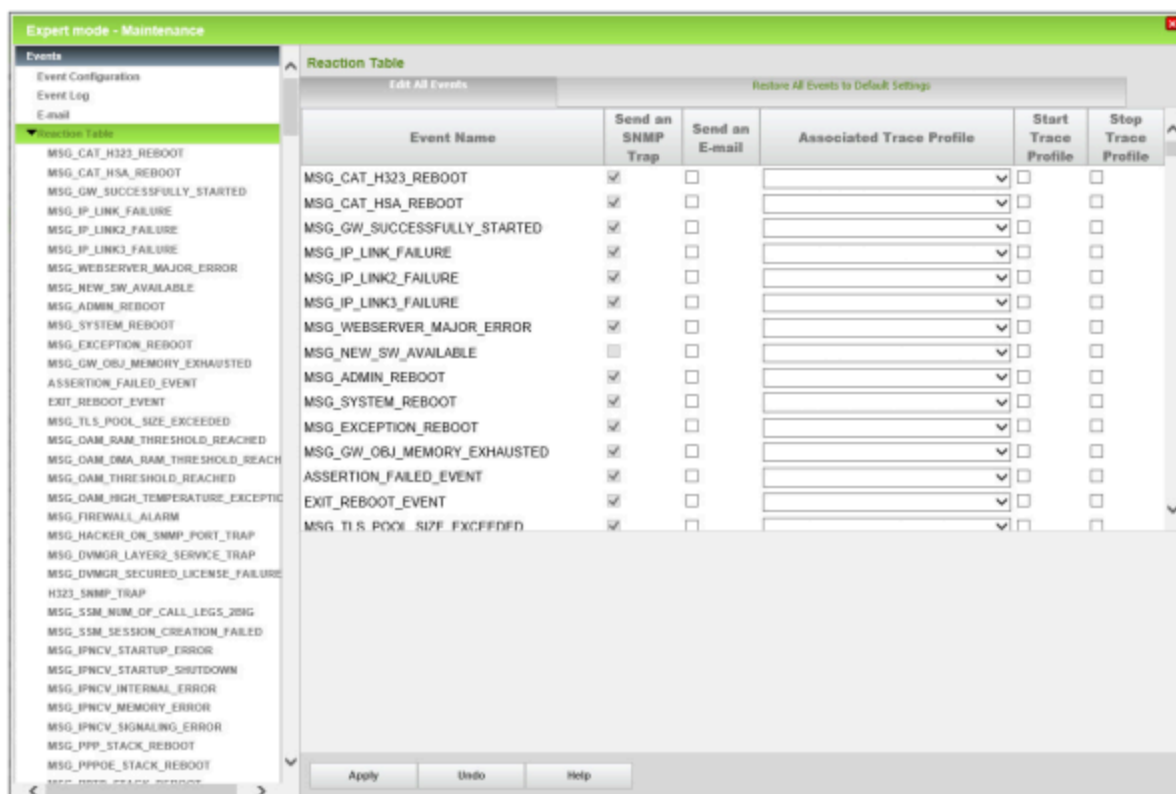 Expert mode - Maintenance
Events
Event Configuration
Event Log
E-mail
Reaction Table
MSG_CAT_H323_REBOOT
MSG_CAT_HSA_REBOOT
MSG_GW_SUCCESSFULLY_STARTED
MSG_IP_LINK_FAILURE
MSG_IP_LINK2_FAILURE
MSG_IP_LINK3_FAILURE
MSG_WEBSERVER_MAJOR_ERROR
MSG_NEW_SW_AVAILABLE
MSG_ADMIN_REBOOT
MSG_SYSTEM_REBOOT
MSG_EXCEPTION_REBOOT
MSG_GW_OBJ_MEMORY_EXHAUSTED
ASSERTION_FAILED_EVENT
EXIT_REBOOT_EVENT
MSG_TLS_POOL_SIZE_EXCEEDED
MSG_OAM_RAM_THRESHOLD_REACHED
MSG_OAM_DMA_RAM_THRESHOLD_REACH
MSG_OAM_THRESHOLD_REACHED
MSG_OAM_HIGH_TEMPERATURE_EXCEPTIO
MSG_FIREWALL_ALARM
MSG_HACKER_ON_SNMP_PORT_TRAP
MSG_DVMGR_LAYER2_SERVICE_TRAP
MSG_DVMGR_SECURED_LICENSE_FAILURE
H323_SNMP_TRAP
MSG_SSM_NUM_OF_CALL_LEGS_2BIG
MSG_SSM_SESSION_CREATION_FAILED
MSG_IPNCV_STARTUP_ERROR
MSG_IPNCV_STARTUP_SHUTDOWN
MSG_IPNCV_INTERNAL_ERROR
MSG_IPNCV_MEMORY_ERROR
MSG_IPNCV_SIGNALING_ERROR
MSG_PPP_STACK_REBOOT
MSG_PPPOE_STACK_REBOOT
Reaction Table
Edit All Events Restore All Events to Default Settings
Event Name Send an SNMP Trap Send an E-mail Associated Trace Profile Start Trace Profile Stop Trace Profile
MSG_CAT_H323_REBOOT
MSG_CAT_HSA_REBOOT
MSG_GW_SUCCESSFULLY_STARTED
MSG_IP_LINK_FAILURE
MSG_IP_LINK2_FAILURE
MSG_IP_LINK3_FAILURE
MSG_WEBSERVER_MAJOR_ERROR
MSG_NEW_SW_AVAILABLE
MSG_ADMIN_REBOOT
MSG_SYSTEM_REBOOT
MSG_EXCEPTION_REBOOT
MSG_GW_OBJ_MEMORY_EXHAUSTED
ASSERTION_FAILED_EVENT
EXIT_REBOOT_EVENT
MSG_TLS_POOL_SIZE_EXCEEDED
Apply Undo Help